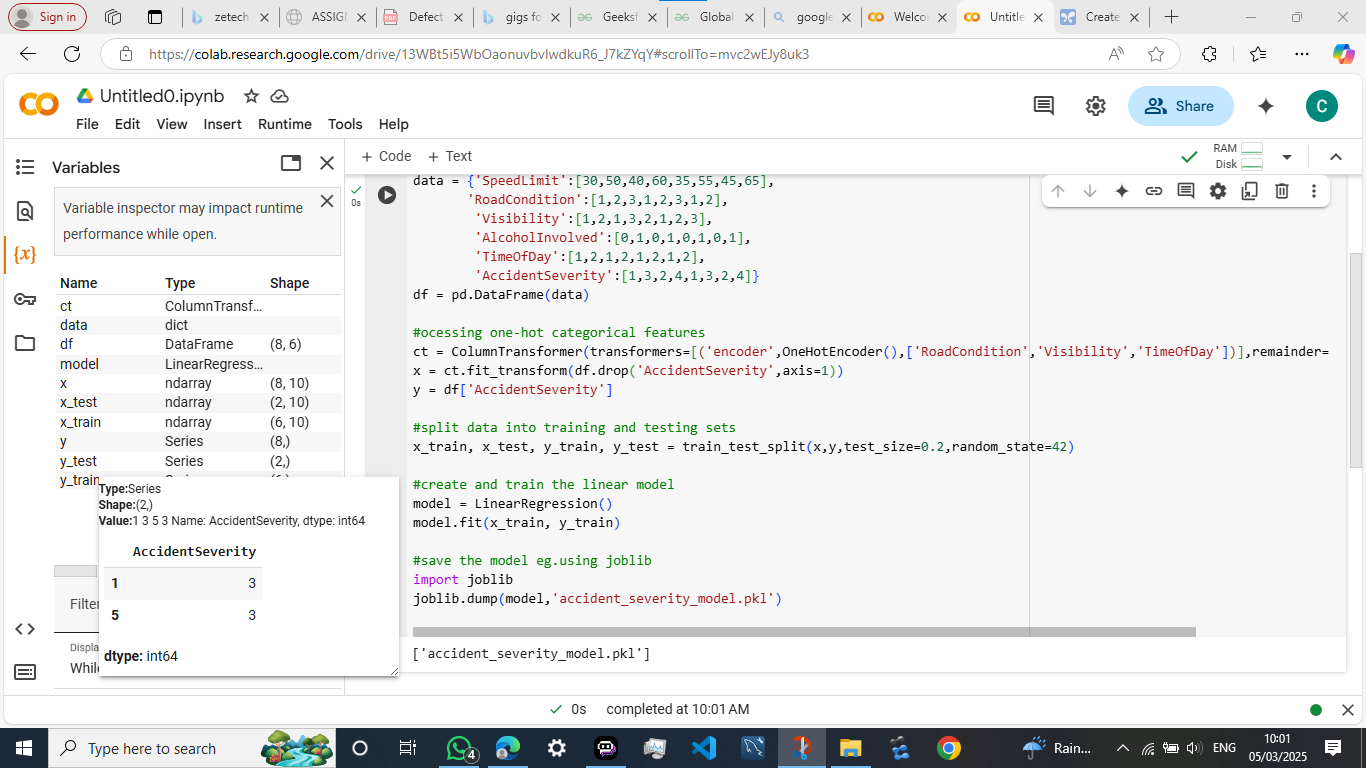 Sign in
zetech
ASSIG
Defect
gigs fo
Geeksf
Global
google
Welco
Untitle
Create
https://colab.research.google.com/drive/13WBt5i5WbOaonuvbvlwdkuR6_J7kZYqY#scrollTo=mvc2wEJy8uk3
Untitled0.ipynb
File Edit View Insert Runtime Tools Help
Share
C
Variables
+ Code + Text
RAM
Disk
Variable inspector may impact runtime
performance while open.
Name Type Shape
ct ColumnTransf...
data dict
df DataFrame (8, 6)
model LinearRegress...
x ndarray (8, 10)
x_test ndarray (2, 10)
x_train ndarray (6, 10)
y Series (8,)
y_test Series (2,)
y_train
Type:Series
Shape:(2,)
Value:1 3 5 3 Name: AccidentSeverity, dtype: int64
AccidentSeverity
1 3
5 3
dtype: int64
Filter
Displa
While
{x}
0s
data = {'SpeedLimit':[30,50,40,60,35,55,45,65],
'RoadCondition':[1,2,3,1,2,3,1,2],
'Visibility':[1,2,1,3,2,1,2,3],
'AlcoholInvolved':[0,1,0,1,0,1,0,1],
'TimeOfDay':[1,2,1,2,1,2,1,2],
'AccidentSeverity':[1,3,2,4,1,3,2,4]}
df = pd.DataFrame(data)
#ocessing one-hot categorical features
ct = ColumnTransformer(transformers=[('encoder',OneHotEncoder(),['RoadCondition','Visibility','TimeOfDay'])],remainder=
x = ct.fit_transform(df.drop('AccidentSeverity',axis=1))
y = df['AccidentSeverity']
#split data into training and testing sets
x_train, x_test, y_train, y_test = train_test_split(x,y,test_size=0.2,random_state=42)
#create and train the linear model
model = LinearRegression()
model.fit(x_train, y_train)
#save the model eg.using joblib
import joblib
joblib.dump(model,'accident_severity_model.pkl')
['accident_severity_model.pkl']
0s completed at 10:01 AM
Type here to search
4
Rain...
ENG
10:01
05/03/2025